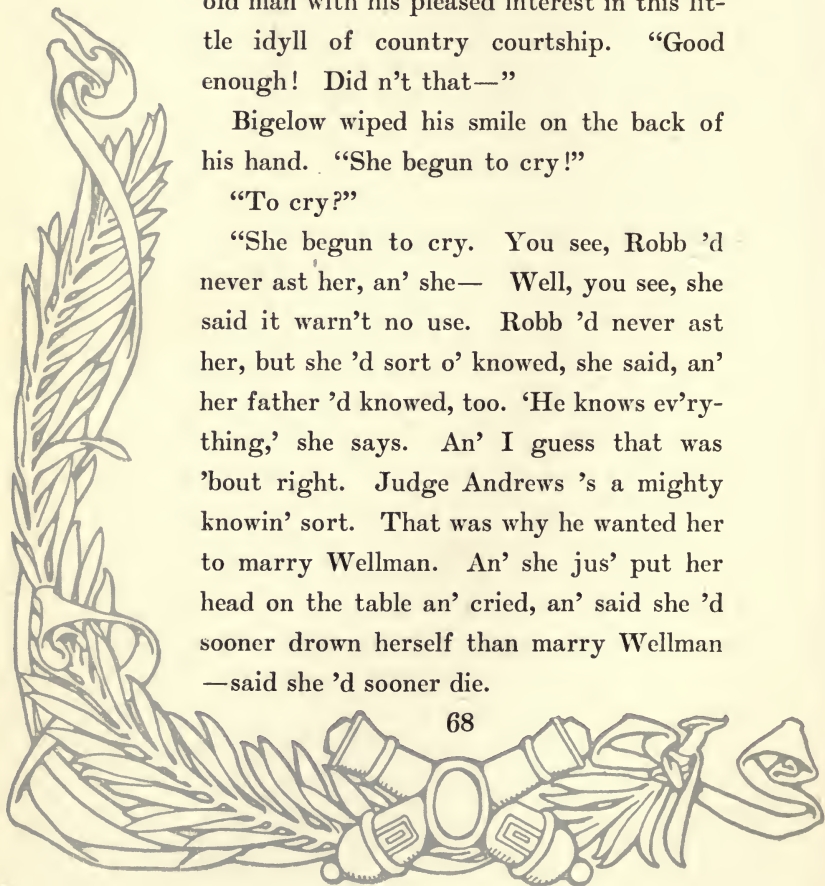 old man with his pleased interest in this lit-
tle idyll of country courtship. “Good
enough! Did n't that—”
Bigelow wiped his smile on the back of
his hand. “She begun to cry!”
“To cry?”
“She begun to cry. You see, Robb ’d
never ast her, an’ she— Well, you see, she
said it warn't no use. Robb ’d never ast
her, but she ’d sort o’ knowed, she said, an’
her father ’d knowed, too. ‘He knows ev'ry-
thing,’ she says. An’ I guess that was
’bout right. Judge Andrews ’s a mighty
knowin’ sort. That was why he wanted her
to marry Wellman. An’ she jus’ put her
head on the table an’ cried, an’ said she ’d
sooner drown herself than marry Wellman
—said she ’d sooner die.
68